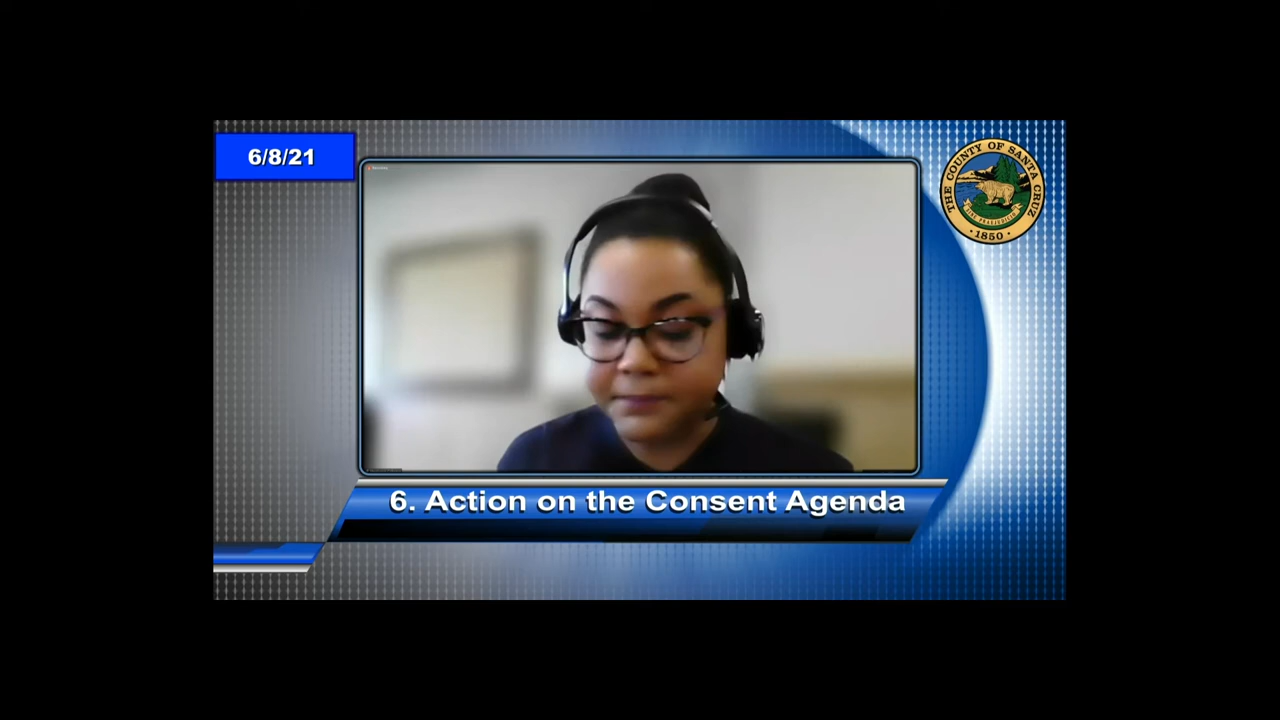 6/8/21
THE COUNTY OF SANTA CRUZ
1850
6. Action on the Consent Agenda